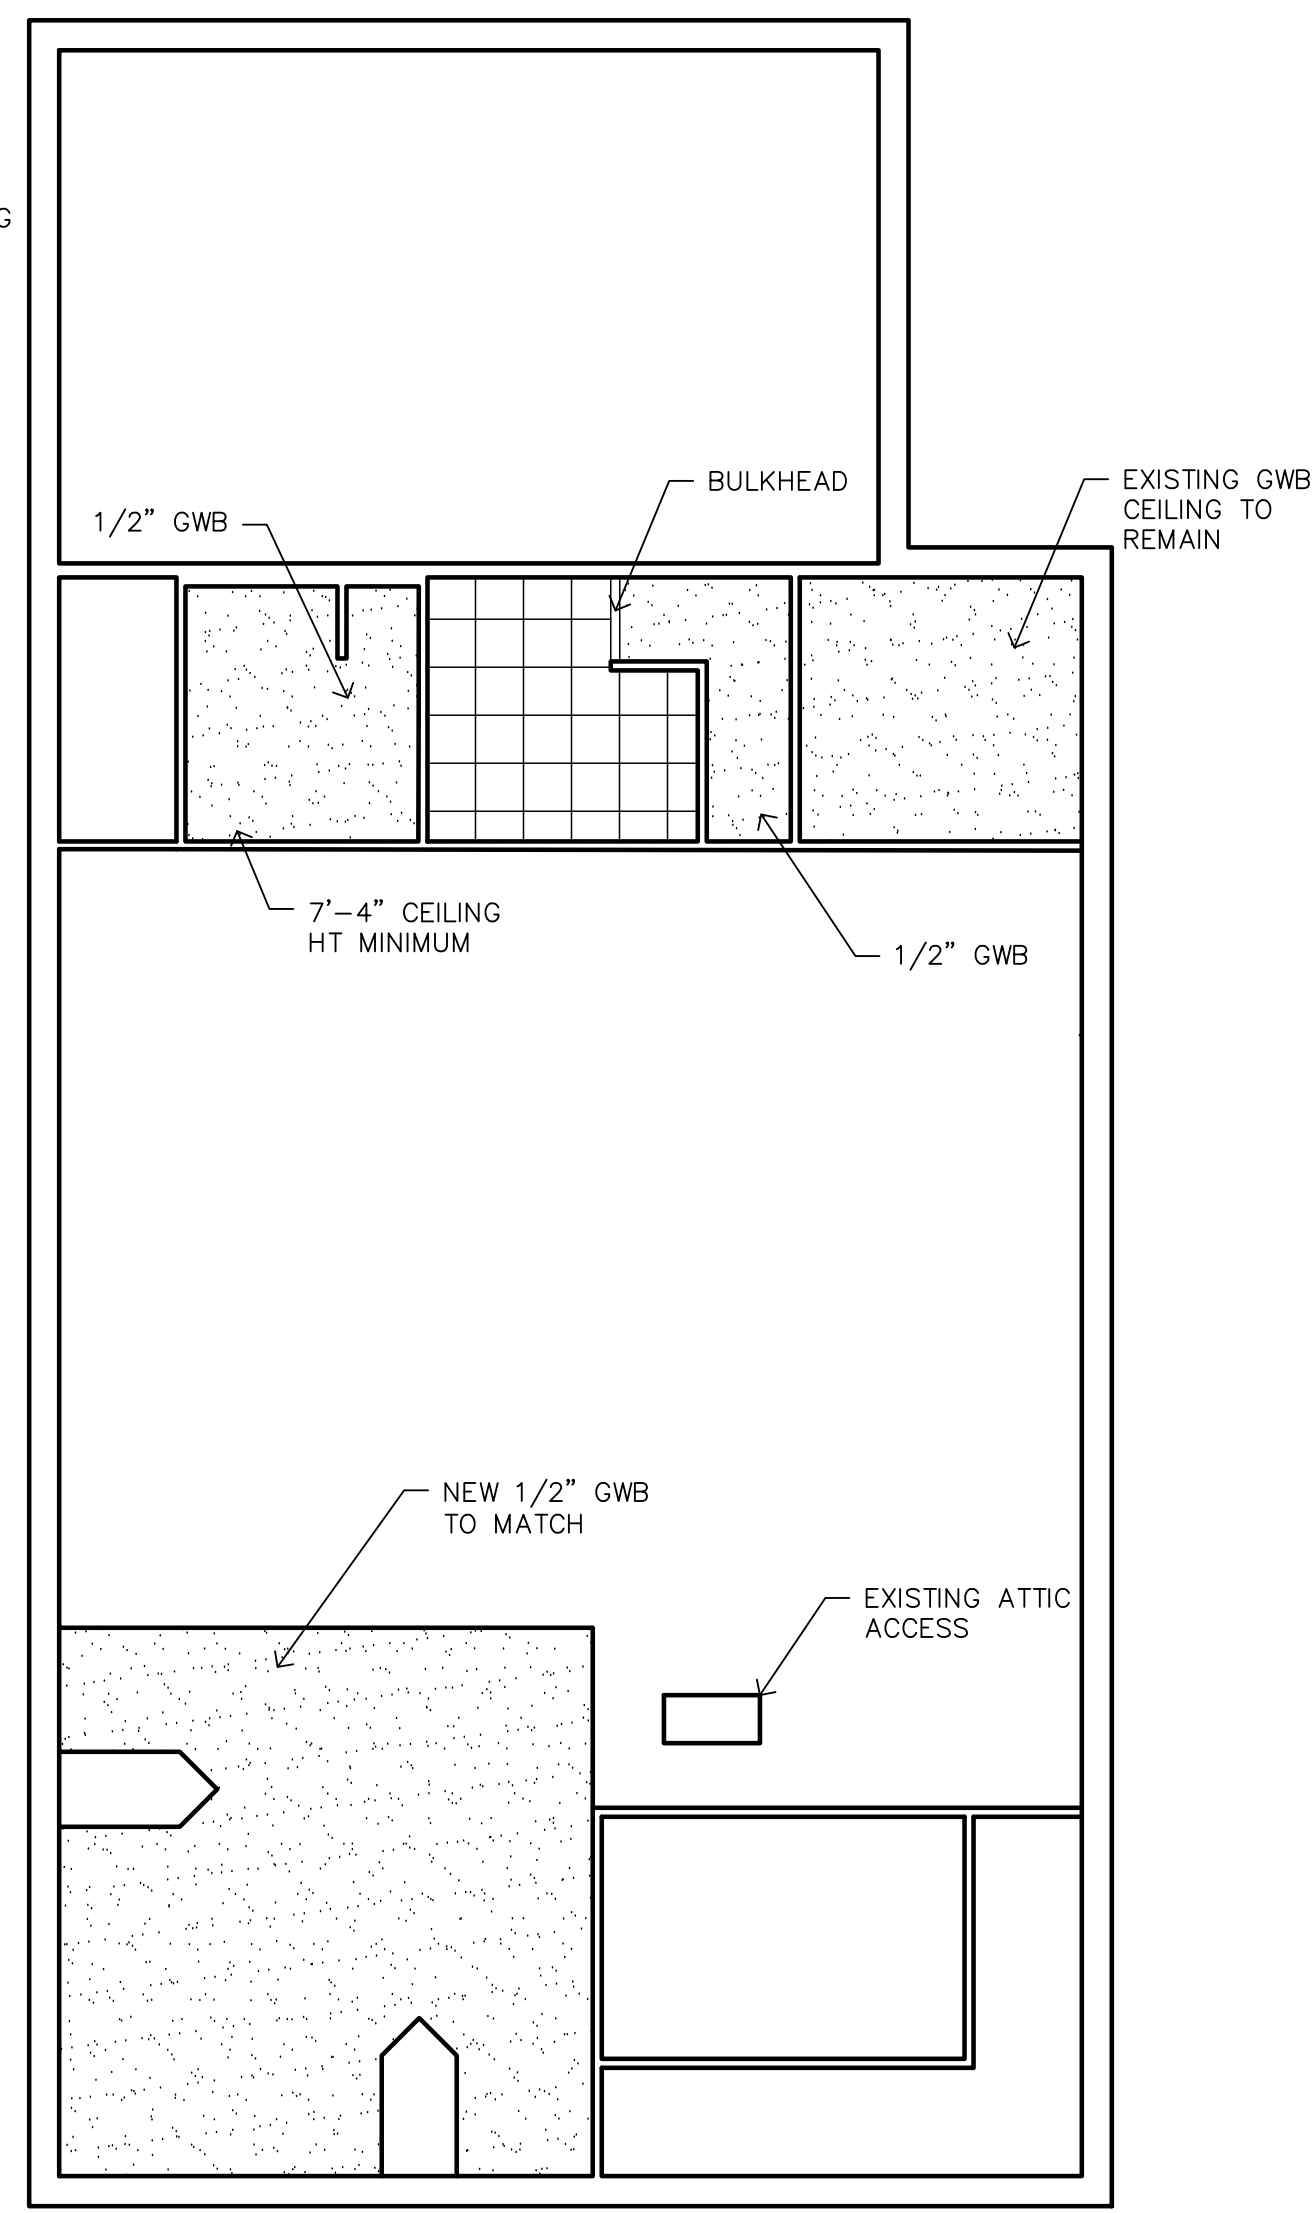 G
BULKHEAD
EXISTING GWB
CEILING TO
REMAIN
1/2" GWB
7'-4" CEILING
HT MINIMUM
1/2" GWB
NEW 1/2" GWB
TO MATCH
EXISTING ATTIC
ACCESS